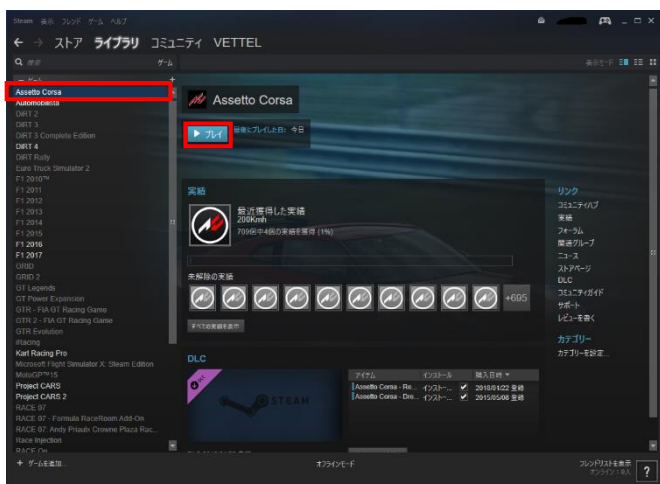 Steam 表示 フレンド ゲーム ヘルプ
ストア ライブラリ コミュニティ VETTEL
検索 ゲーム 表示モード
ゲーム
Assetto Corsa
Automobilista
DiRT 2
DiRT 3
DiRT 3 Complete Edition
DiRT 4
DiRT Rally
Euro Truck Simulator 2
F1 2010™
F1 2011
F1 2012
F1 2013
F1 2014
F1 2015
F1 2016
F1 2017
GRID
GRID 2
GT Legends
GT Power Expansion
GTR - FIA GT Racing Game
GTR 2 - FIA GT Racing Game
GTR Evolution
iRacing
Kart Racing Pro
Microsoft Flight Simulator X: Steam Edition
MotoGP™15
Project CARS
Project CARS 2
RACE 07
RACE 07 - Formula RaceRoom Add-On
RACE 07: Andy Priaulx Crowne Plaza Rac...
Race Injection
RACE On
+ ゲームを追加...
Assetto Corsa
プレイ
最後にプレイした日: 今日
実績
最近獲得した実績
200Kmh
709個中4個の実績を獲得 (1%)
未解除の実績
+695
すべての実績を表示
DLC
STEAM
アイテム インストール 購入日時
Assetto Corsa - Re... インストー... 2018/01/22 登録
Assetto Corsa - Dre... インストー... 2015/05/08 登録
リンク
コミュニティハブ
実績
フォーラム
関連グループ
ニュース
ストアページ
DLC
コミュニティガイド
サポート
レビューを書く
カテゴリー
カテゴリーを設定...
オフラインモード
フレンドリストを表示
オンライン: 0人
?